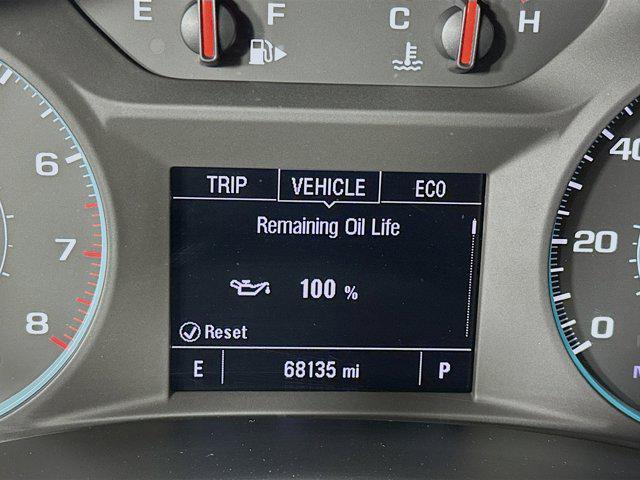 E F C H
6
7
8
TRIP VEHICLE ECO
Remaining Oil Life
100 %
Reset
E 68135 mi P
40
20
0